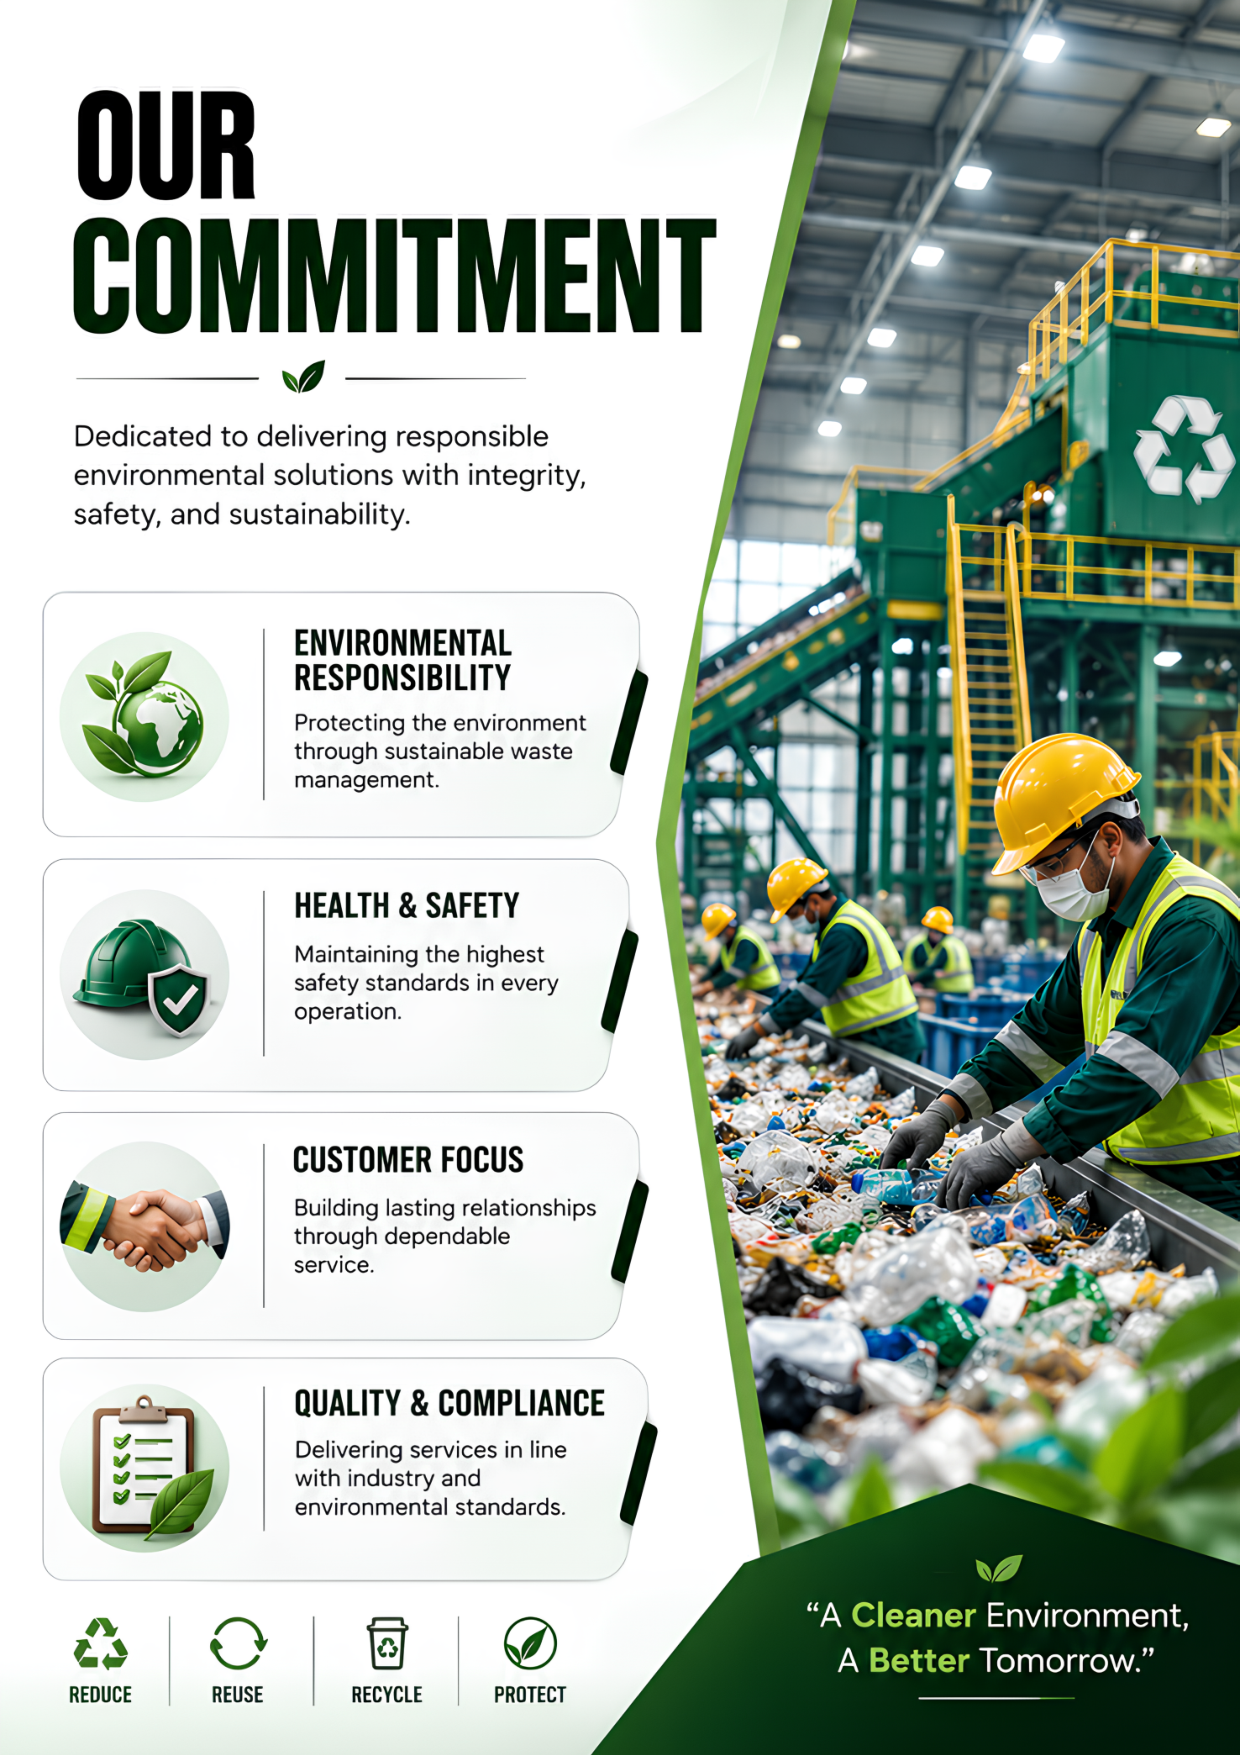 OUR
COMMITMENT
Dedicated to delivering responsible
environmental solutions with integrity,
safety, and sustainability.
ENVIRONMENTAL
RESPONSIBILITY
Protecting the environment
through sustainable waste
management.
HEALTH & SAFETY
Maintaining the highest
safety standards in every
operation.
CUSTOMER FOCUS
Building lasting relationships
through dependable
service.
QUALITY & COMPLIANCE
Delivering services in line
with industry and
environmental standards.
REDUCE
REUSE
RECYCLE
PROTECT
“A Cleaner Environment,
A Better Tomorrow.”